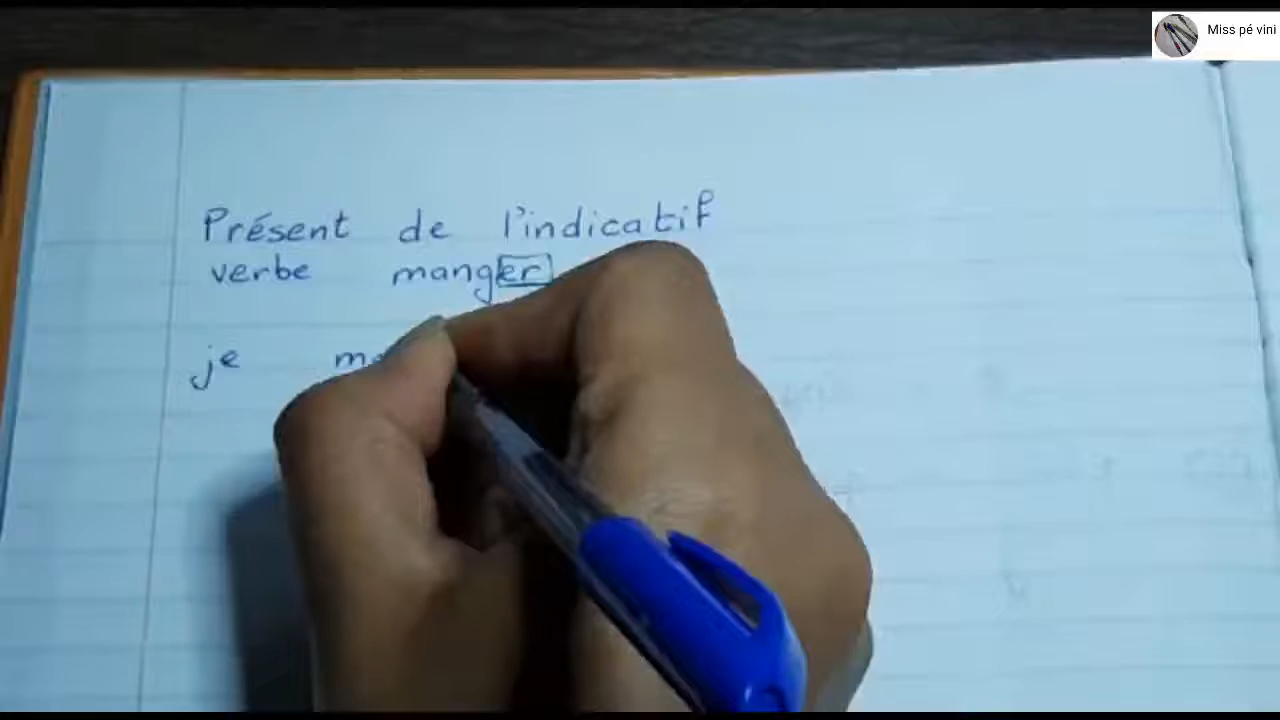 Miss pé vini
Présent de l'indicatif
verbe manger
je